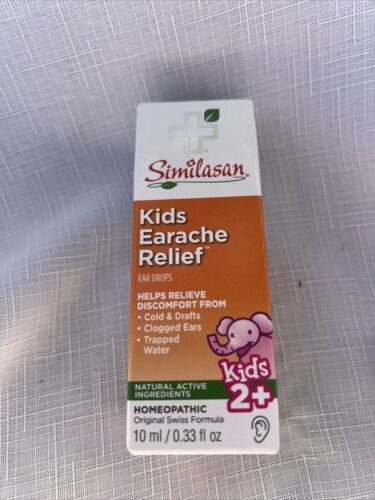 Similasan®
Kids
Earache
Relief™
EAR DROPS
HELPS RELIEVE
DISCOMFORT FROM
• Cold & Drafts
• Clogged Ears
• Trapped
Water
kids
2+
NATURAL ACTIVE
INGREDIENTS
HOMEOPATHIC
Original Swiss Formula
10 ml / 0.33 fl oz